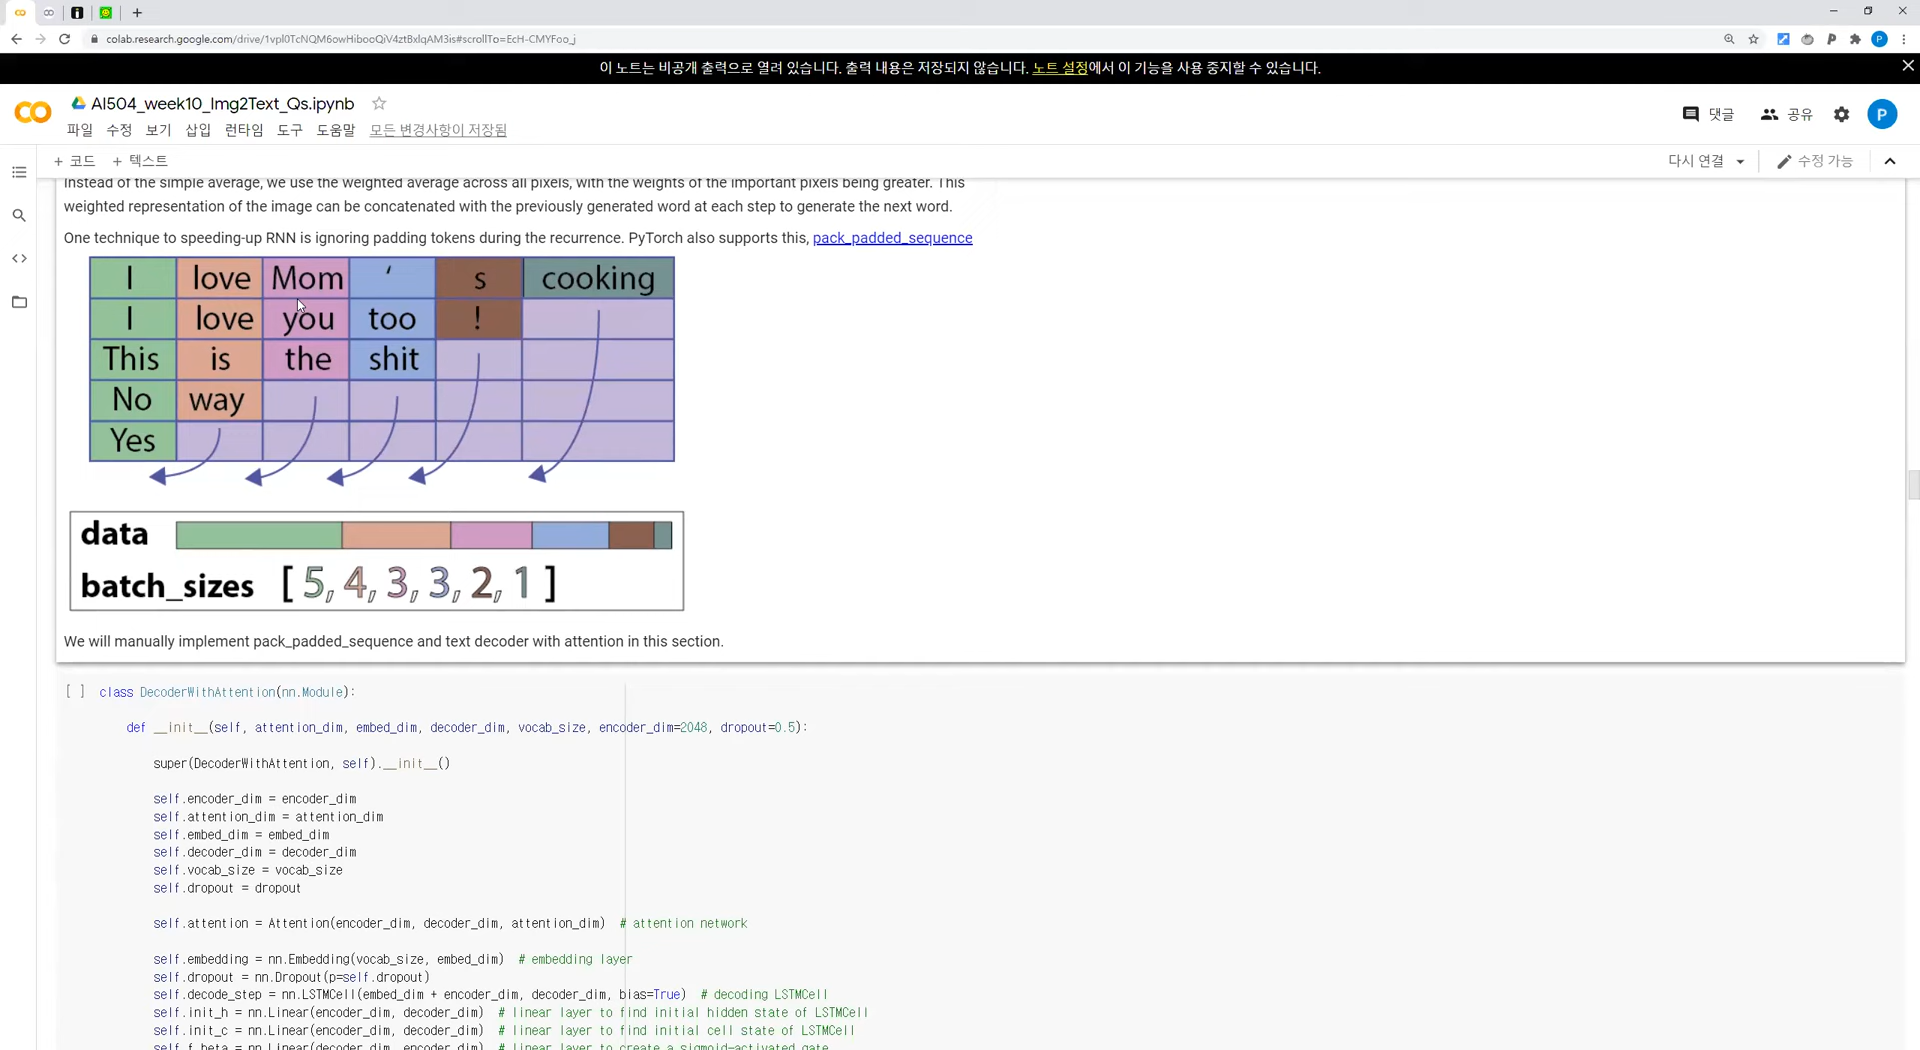 colab.research.google.com/drive/1vpl0TcNQM6owHibooQiV4ztBxlqAM3is#scrollTo=EcH-CMYFoo_j
이 노트는 비공개 출력으로 열려 있습니다. 출력 내용은 저장되지 않습니다. 노트 설정에서 이 기능을 사용 중지할 수 있습니다.
AI504_week10_Img2Text_Qs.ipynb
댓글 공유 P
파일 수정 보기 삽입 런타임 도구 도움말 모든 변경사항이 저장됨
+ 코드 + 텍스트 다시 연결 수정 가능
Instead of the simple average, we use the weighted average across all pixels, with the weights of the important pixels being greater. This
weighted representation of the image can be concatenated with the previously generated word at each step to generate the next word.
One technique to speeding-up RNN is ignoring padding tokens during the recurrence. PyTorch also supports this, pack_padded_sequence
I love Mom ‘ s cooking
I love you too !
This is the shit
No way
Yes
data
batch_sizes [ 5, 4, 3, 3, 2, 1 ]
We will manually implement pack_padded_sequence and text decoder with attention in this section.
[ ] class DecoderWithAttention(nn.Module):
def __init__(self, attention_dim, embed_dim, decoder_dim, vocab_size, encoder_dim=2048, dropout=0.5):
super(DecoderWithAttention, self).__init__()
self.encoder_dim = encoder_dim
self.attention_dim = attention_dim
self.embed_dim = embed_dim
self.decoder_dim = decoder_dim
self.vocab_size = vocab_size
self.dropout = dropout
self.attention = Attention(encoder_dim, decoder_dim, attention_dim) # attention network
self.embedding = nn.Embedding(vocab_size, embed_dim) # embedding layer
self.dropout = nn.Dropout(p=self.dropout)
self.decode_step = nn.LSTMCell(embed_dim + encoder_dim, decoder_dim, bias=True) # decoding LSTMCell
self.init_h = nn.Linear(encoder_dim, decoder_dim) # linear layer to find initial hidden state of LSTMCell
self.init_c = nn.Linear(encoder_dim, decoder_dim) # linear layer to find initial cell state of LSTMCell
self.f_beta = nn.Linear(decoder_dim, encoder_dim) # linear layer to create a sigmoid-activated gate